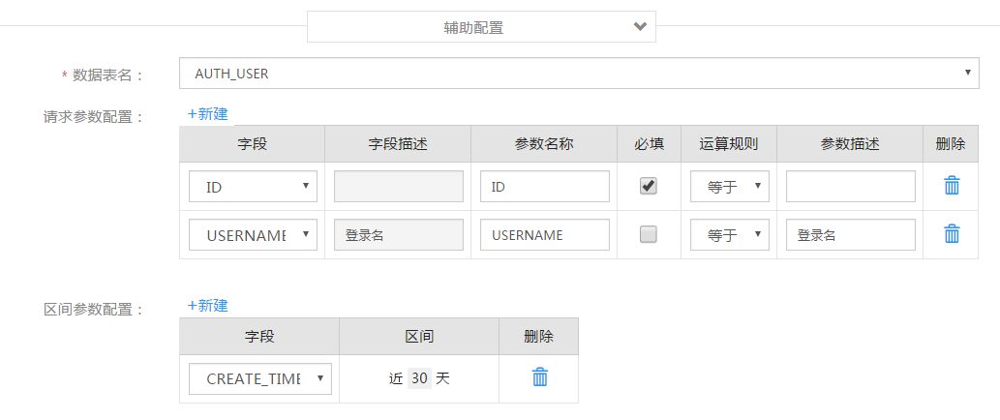 辅助配置
* 数据表名： AUTH_USER
请求参数配置： +新建
字段 字段描述 参数名称 必填 运算规则 参数描述 删除
ID ID 等于
USERNAME 登录名 USERNAME 等于 登录名
区间参数配置： +新建
字段 区间 删除
CREATE_TIME 近 30 天